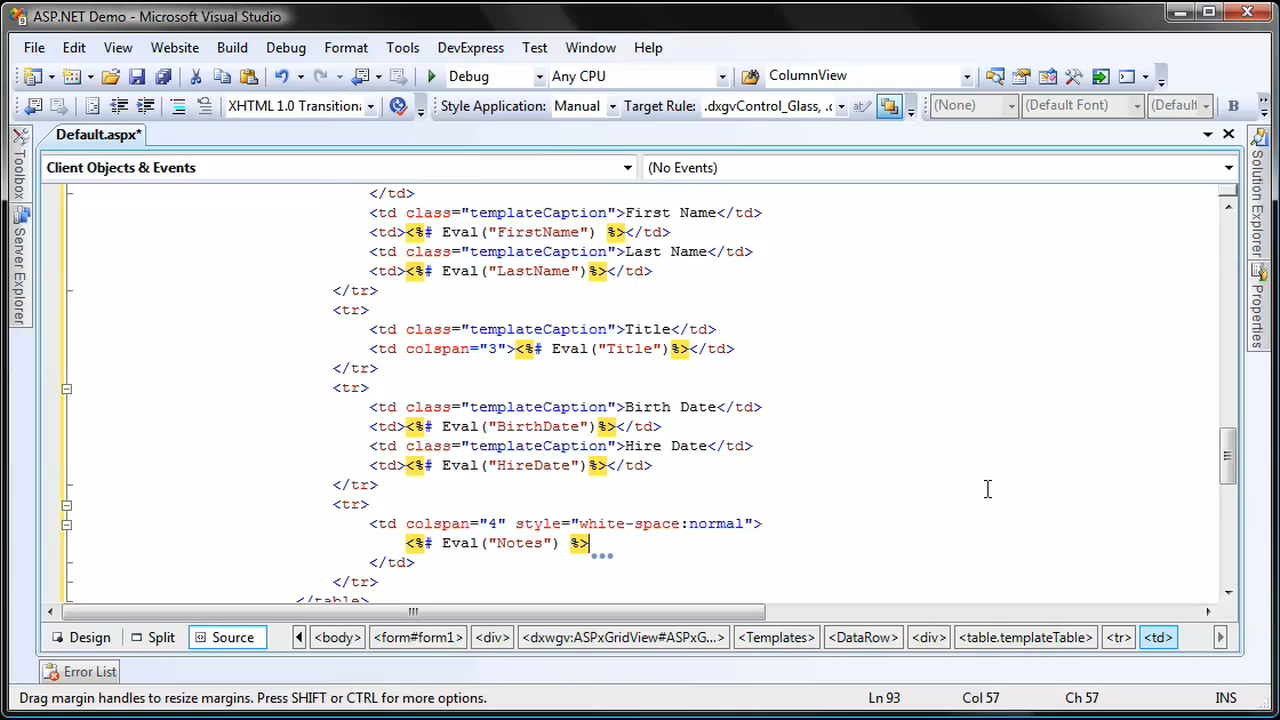 ASP.NET Demo - Microsoft Visual Studio
File Edit View Website Build Debug Format Tools DevExpress Test Window Help
Debug Any CPU ColumnView
XHTML 1.0 Transition Style Application: Manual Target Rule: .dxgvControl_Glass, .d (None) (Default Font) (Default B
Default.aspx*
Client Objects & Events (No Events)
Toolbox
Server Explorer
</td>
<td class="templateCaption">First Name</td>
<td><%# Eval("FirstName") %></td>
<td class="templateCaption">Last Name</td>
<td><%# Eval("LastName")%></td>
</tr>
<tr>
<td class="templateCaption">Title</td>
<td colspan="3"><%# Eval("Title")%></td>
</tr>
<tr>
<td class="templateCaption">Birth Date</td>
<td><%# Eval("BirthDate")%></td>
<td class="templateCaption">Hire Date</td>
<td><%# Eval("HireDate")%></td>
</tr>
<tr>
<td colspan="4" style="white-space:normal">
<%# Eval("Notes") %>
</td>
</tr>
</table>
Solution Explorer
Properties
Design Split Source <body> <form#form1> <div> <dxwgv:ASPxGridView#ASPxG...> <Templates> <DataRow> <div> <table.templateTable> <tr> <td>
Error List
Drag margin handles to resize margins. Press SHIFT or CTRL for more options. Ln 93 Col 57 Ch 57 INS